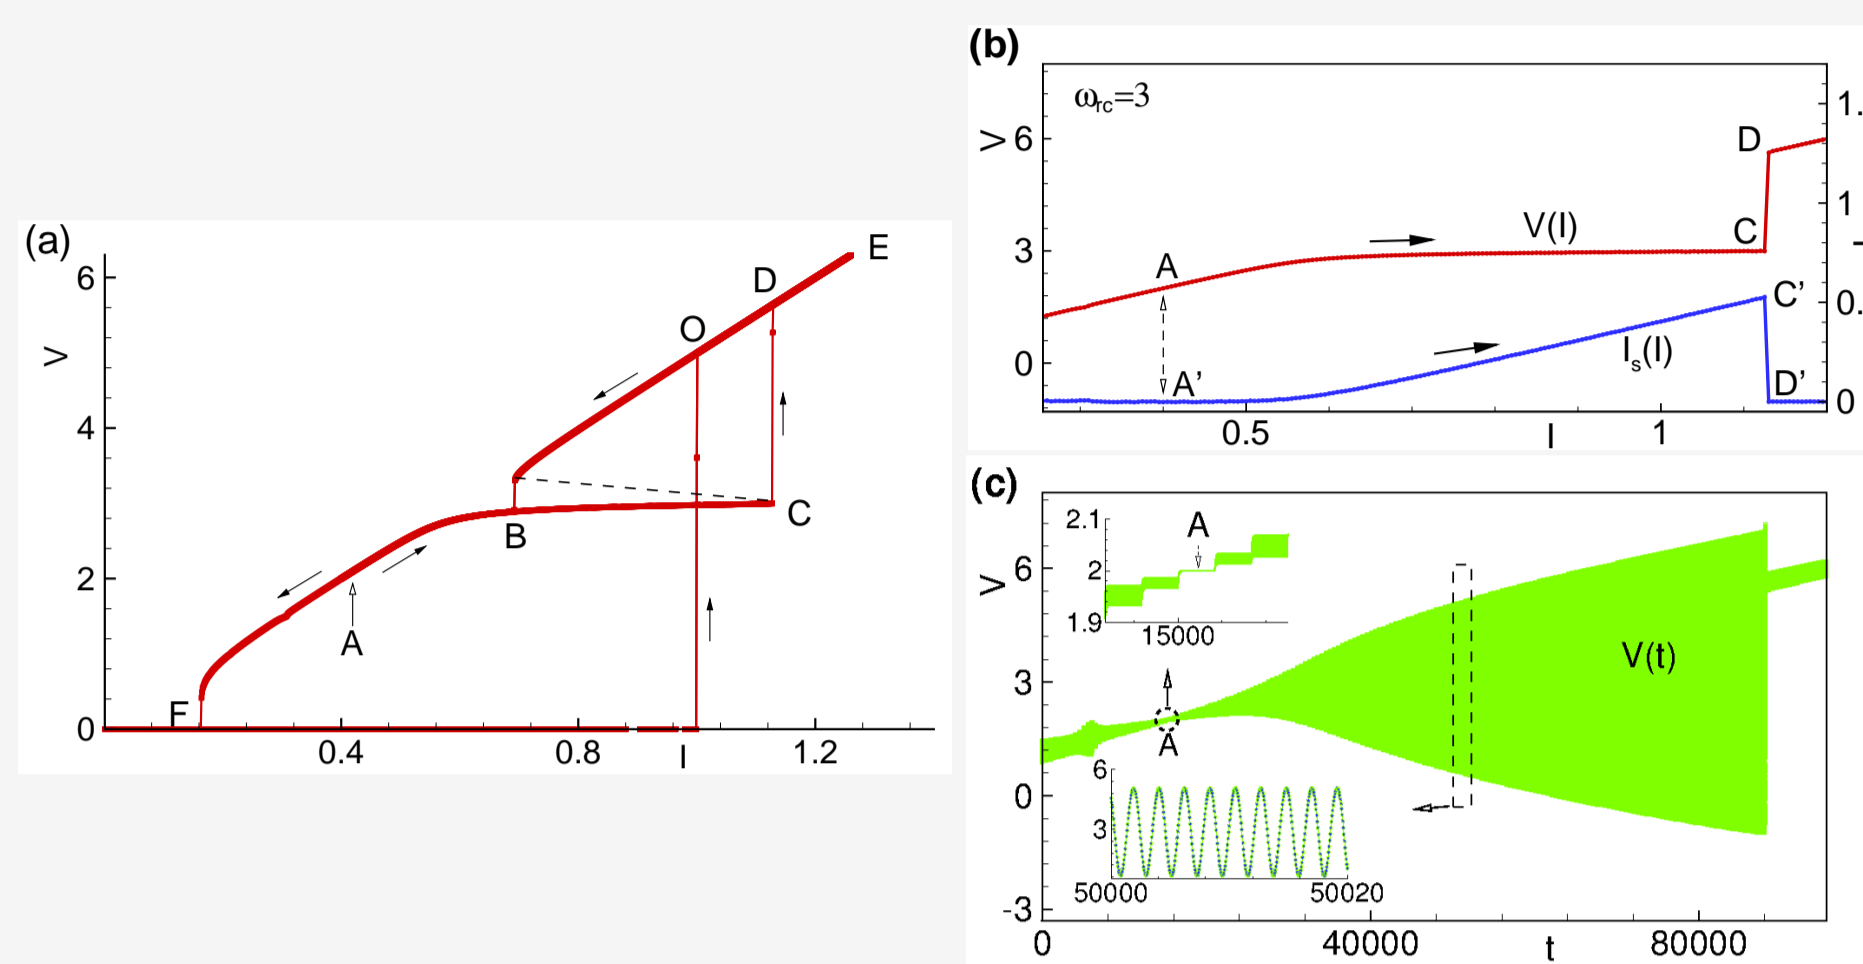 (a)
6
4
2
0
V
E
D
O
C
B
A
F
0.4
0.8
I
1.2
(b)
ωrc=3
V
6
3
0
A
V(I)
C
D
A’
Is(I)
C’
D’
0.5
I
1
1.
1
0.
0
(c)
V
6
3
0
-3
2.1
2
1.9
A
15000
A
V(t)
6
3
50000
50020
0
40000
t
80000